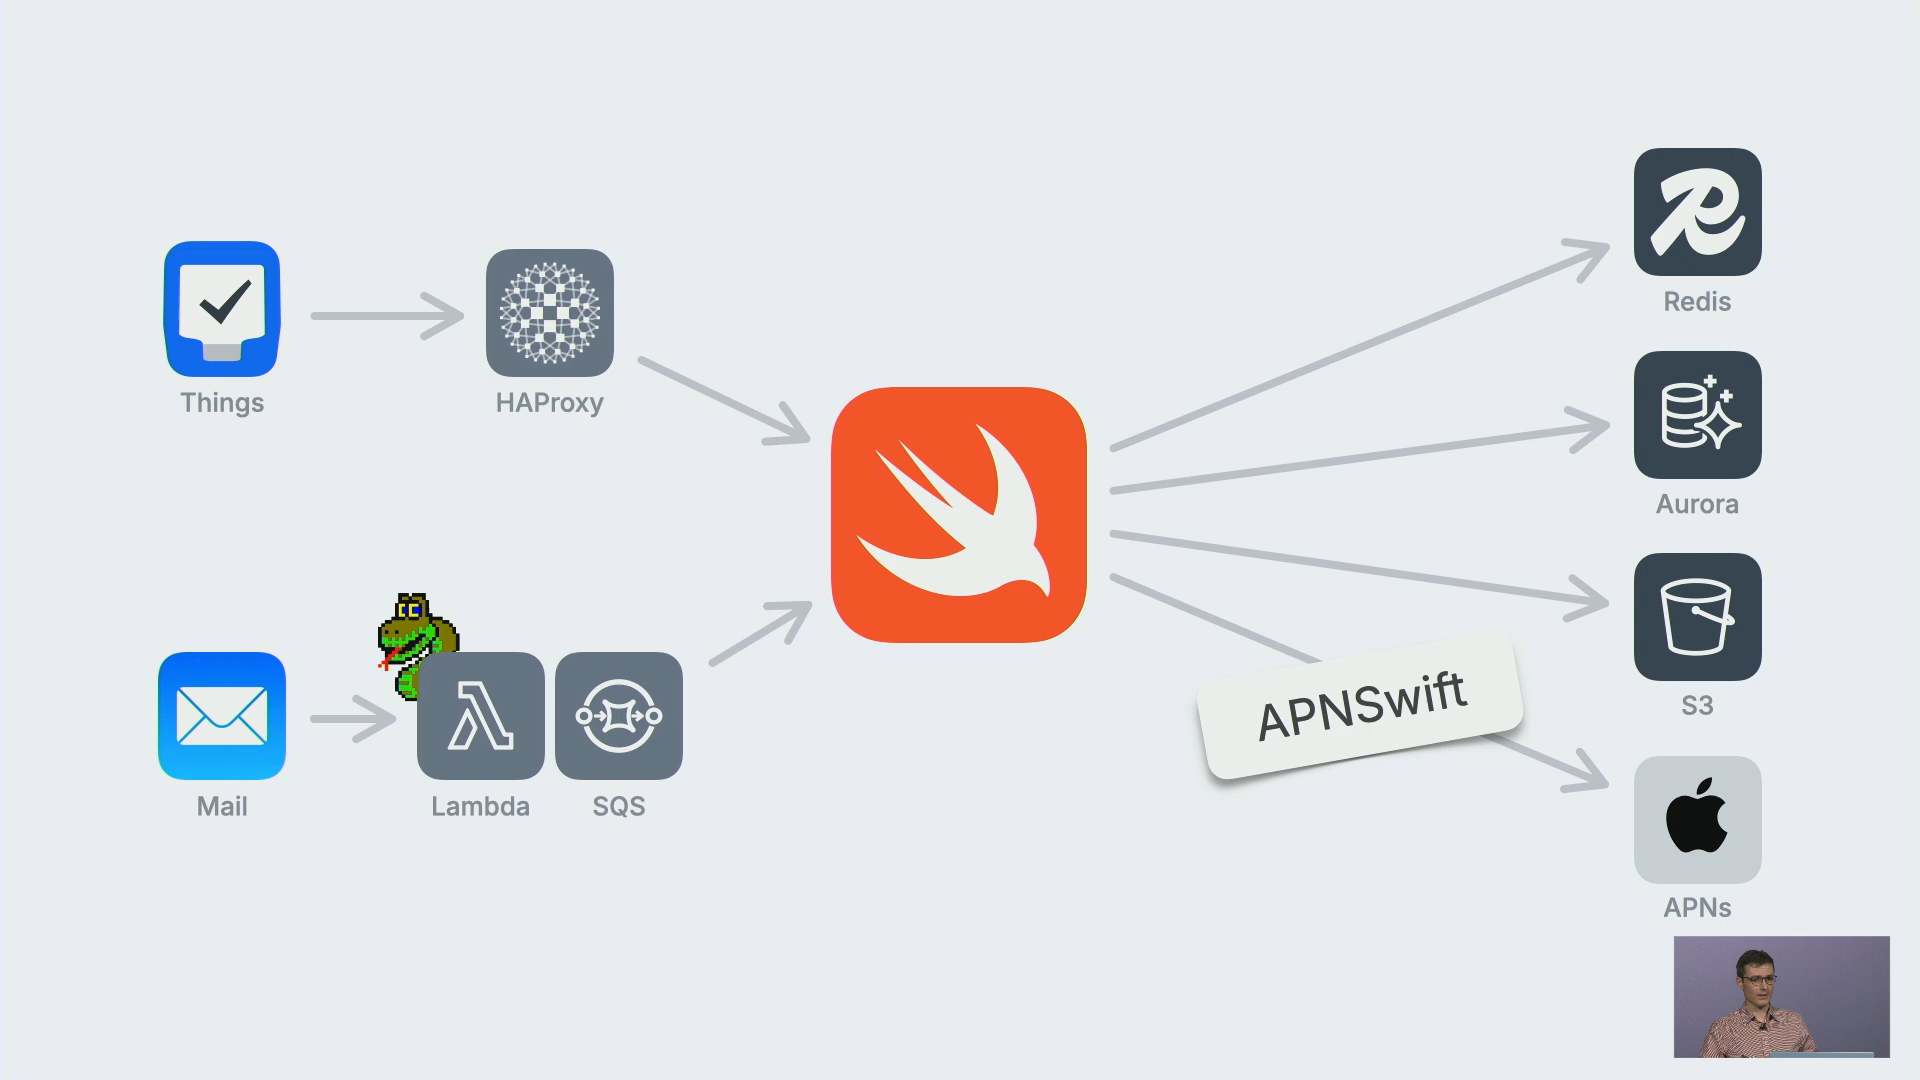 Things
HAProxy
Mail
Lambda
SQS
APNSwift
Redis
Aurora
S3
APNs